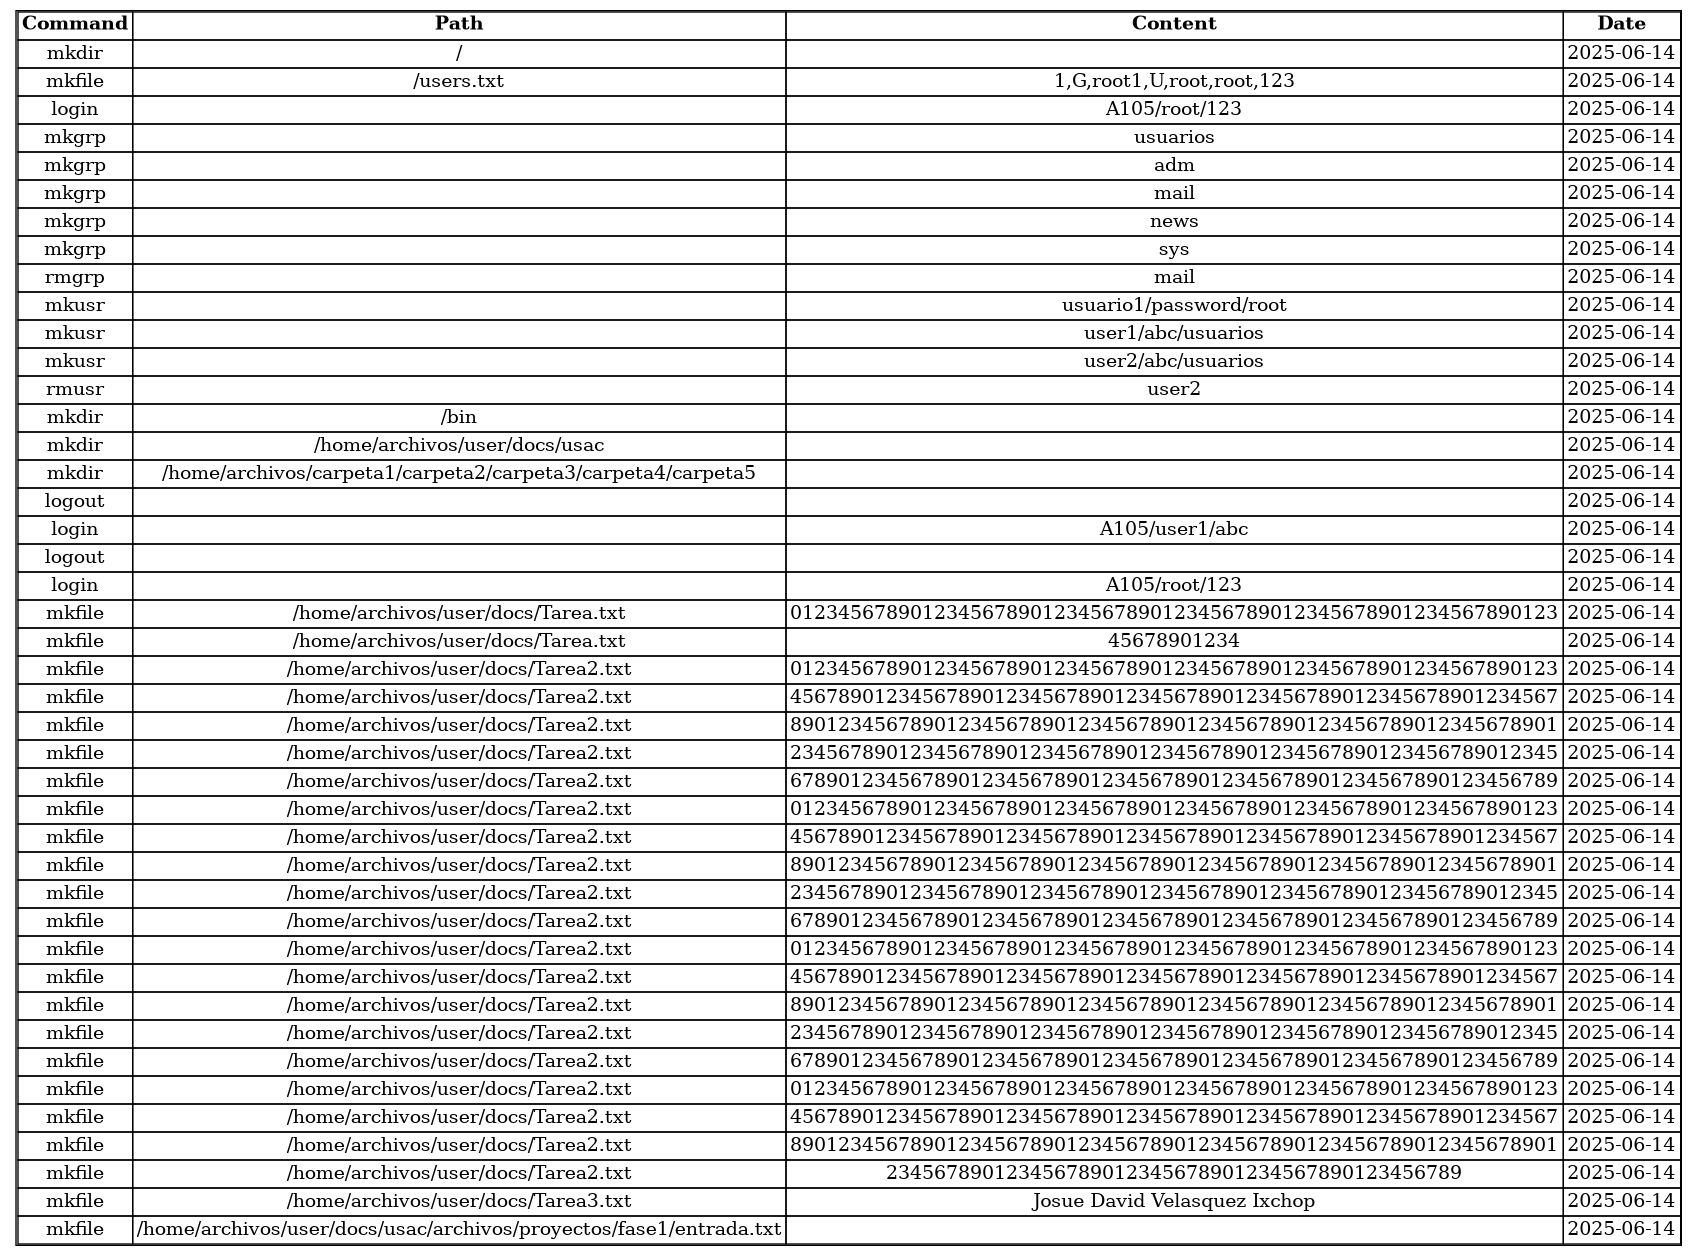 Command Path Content Date
mkdir / 2025-06-14
mkfile /users.txt 1,G,root1,U,root,root,123 2025-06-14
login A105/root/123 2025-06-14
mkgrp usuarios 2025-06-14
mkgrp adm 2025-06-14
mkgrp mail 2025-06-14
mkgrp news 2025-06-14
mkgrp sys 2025-06-14
rmgrp mail 2025-06-14
mkusr usuario1/password/root 2025-06-14
mkusr user1/abc/usuarios 2025-06-14
mkusr user2/abc/usuarios 2025-06-14
rmusr user2 2025-06-14
mkdir /bin 2025-06-14
mkdir /home/archivos/user/docs/usac 2025-06-14
mkdir /home/archivos/carpeta1/carpeta2/carpeta3/carpeta4/carpeta5 2025-06-14
logout 2025-06-14
login A105/user1/abc 2025-06-14
logout 2025-06-14
login A105/root/123 2025-06-14
mkfile /home/archivos/user/docs/Tarea.txt 0123456789012345678901234567890123456789012345678901234567890123 2025-06-14
mkfile /home/archivos/user/docs/Tarea.txt 45678901234 2025-06-14
mkfile /home/archivos/user/docs/Tarea2.txt 0123456789012345678901234567890123456789012345678901234567890123 2025-06-14
mkfile /home/archivos/user/docs/Tarea2.txt 4567890123456789012345678901234567890123456789012345678901234567 2025-06-14
mkfile /home/archivos/user/docs/Tarea2.txt 8901234567890123456789012345678901234567890123456789012345678901 2025-06-14
mkfile /home/archivos/user/docs/Tarea2.txt 2345678901234567890123456789012345678901234567890123456789012345 2025-06-14
mkfile /home/archivos/user/docs/Tarea2.txt 6789012345678901234567890123456789012345678901234567890123456789 2025-06-14
mkfile /home/archivos/user/docs/Tarea2.txt 0123456789012345678901234567890123456789012345678901234567890123 2025-06-14
mkfile /home/archivos/user/docs/Tarea2.txt 4567890123456789012345678901234567890123456789012345678901234567 2025-06-14
mkfile /home/archivos/user/docs/Tarea2.txt 8901234567890123456789012345678901234567890123456789012345678901 2025-06-14
mkfile /home/archivos/user/docs/Tarea2.txt 2345678901234567890123456789012345678901234567890123456789012345 2025-06-14
mkfile /home/archivos/user/docs/Tarea2.txt 6789012345678901234567890123456789012345678901234567890123456789 2025-06-14
mkfile /home/archivos/user/docs/Tarea2.txt 0123456789012345678901234567890123456789012345678901234567890123 2025-06-14
mkfile /home/archivos/user/docs/Tarea2.txt 4567890123456789012345678901234567890123456789012345678901234567 2025-06-14
mkfile /home/archivos/user/docs/Tarea2.txt 8901234567890123456789012345678901234567890123456789012345678901 2025-06-14
mkfile /home/archivos/user/docs/Tarea2.txt 2345678901234567890123456789012345678901234567890123456789012345 2025-06-14
mkfile /home/archivos/user/docs/Tarea2.txt 6789012345678901234567890123456789012345678901234567890123456789 2025-06-14
mkfile /home/archivos/user/docs/Tarea2.txt 0123456789012345678901234567890123456789012345678901234567890123 2025-06-14
mkfile /home/archivos/user/docs/Tarea2.txt 4567890123456789012345678901234567890123456789012345678901234567 2025-06-14
mkfile /home/archivos/user/docs/Tarea2.txt 8901234567890123456789012345678901234567890123456789012345678901 2025-06-14
mkfile /home/archivos/user/docs/Tarea2.txt 234567890123456789012345678901234567890123456789 2025-06-14
mkfile /home/archivos/user/docs/Tarea3.txt Josue David Velasquez Ixchop 2025-06-14
mkfile /home/archivos/user/docs/usac/archivos/proyectos/fase1/entrada.txt 2025-06-14